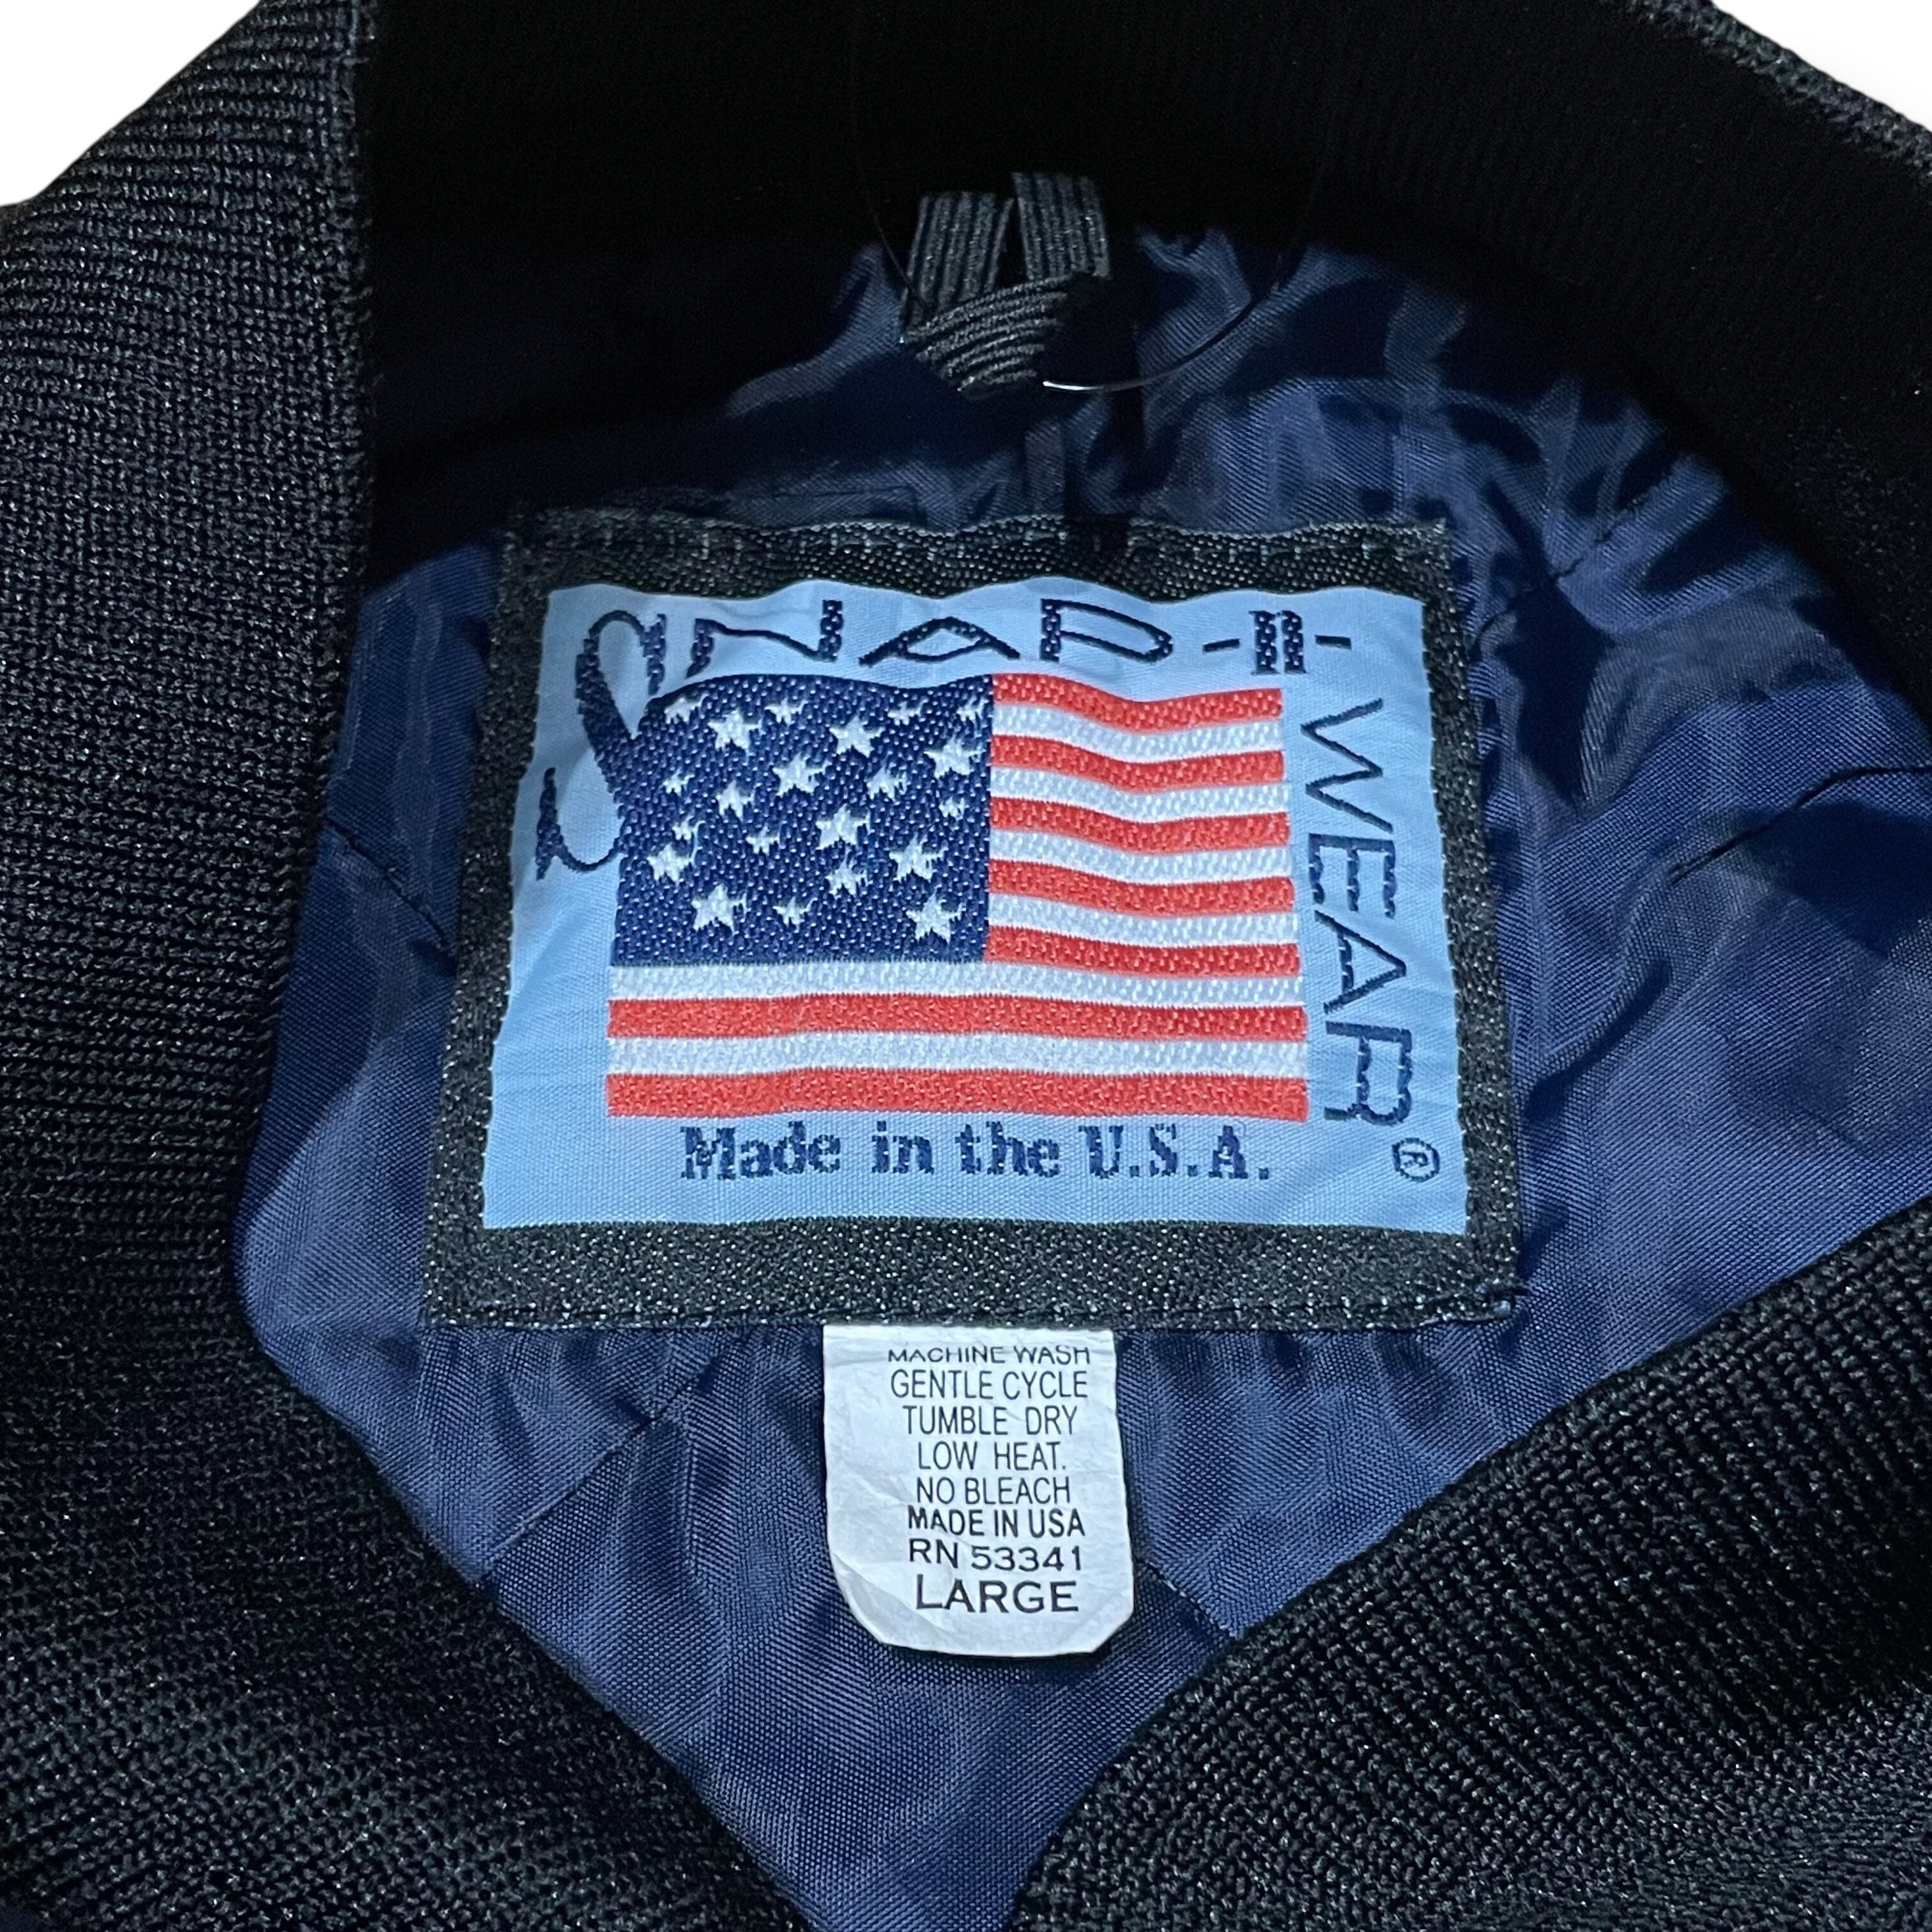 SNAP-II-
WEAR®
Made in the U.S.A.
MACHINE WASH
GENTLE CYCLE
TUMBLE DRY
LOW HEAT.
NO BLEACH
MADE IN USA
RN 53341
LARGE